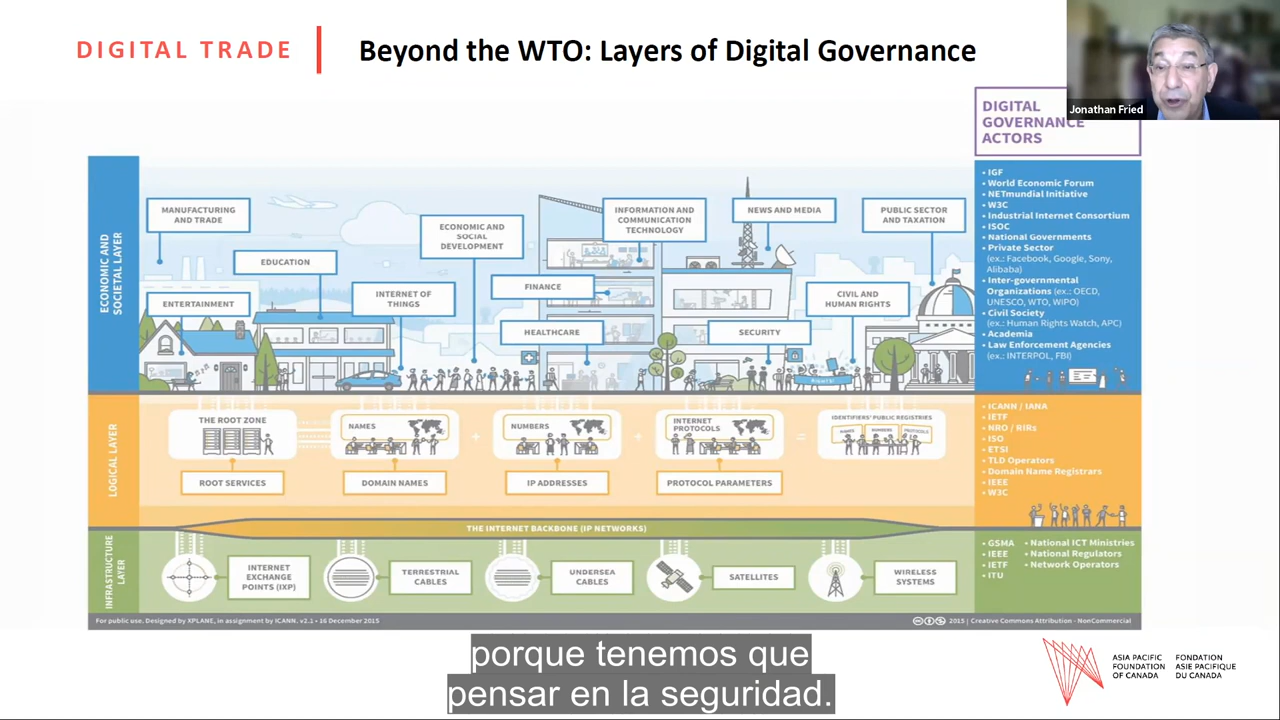 DIGITAL TRADE
Beyond the WTO: Layers of Digital Governance
Jonathan Fried
DIGITAL
GOVERNANCE
ACTORS
ECONOMIC AND
SOCIETAL LAYER
MANUFACTURING
AND TRADE
EDUCATION
ENTERTAINMENT
ECONOMIC AND
SOCIAL
DEVELOPMENT
INTERNET OF
THINGS
INFORMATION AND
COMMUNICATION
TECHNOLOGY
FINANCE
HEALTHCARE
NEWS AND MEDIA
PUBLIC SECTOR
AND TAXATION
CIVIL AND
HUMAN RIGHTS
SECURITY
• IGF
• World Economic Forum
• NETmundial Initiative
• W3C
• Industrial Internet Consortium
• ISOC
• National Governments
• Private Sector
(ex.: Facebook, Google, Sony,
Alibaba)
• Inter-governmental
Organizations (ex.: OECD,
UNESCO, WTO, WIPO)
• Civil Society
(ex.: Human Rights Watch, APC)
• Academia
• Law Enforcement Agencies
(ex.: INTERPOL, FBI)
LOGICAL LAYER
THE ROOT ZONE
NAMES
NUMBERS
INTERNET
PROTOCOLS
IDENTIFIERS' PUBLIC REGISTRIES
NAMES
NUMBERS
PROTOCOLS
+
+
=
ROOT SERVICES
DOMAIN NAMES
IP ADDRESSES
PROTOCOL PARAMETERS
• ICANN / IANA
• IETF
• NRO / RIRs
• ISO
• ETSI
• TLD Operators
• Domain Name Registrars
• IEEE
• W3C
THE INTERNET BACKBONE (IP NETWORKS)
INFRASTRUCTURE
LAYER
INTERNET
EXCHANGE
POINTS (IXP)
TERRESTRIAL
CABLES
UNDERSEA
CABLES
SATELLITES
WIRELESS
SYSTEMS
• GSMA
• IEEE
• IETF
• ITU
• National ICT Ministries
• National Regulators
• Network Operators
For public use. Designed by XPLANE, in assignment by ICANN. v2.1 • 16 December 2015
2015 | Creative Commons Attribution - NonCommercial
porque tenemos que
pensar en la seguridad.
ASIA PACIFIC
FOUNDATION
OF CANADA
FONDATION
ASIE PACIFIQUE
DU CANADA